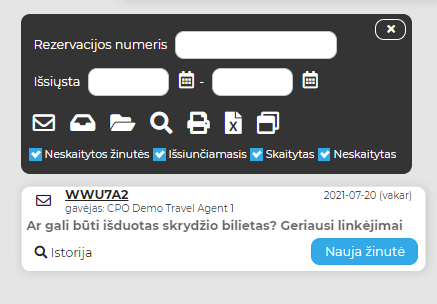 Rezervacijos numeris
Išsiųsta -
Neskaitytos žinutės Išsiunčiamasis Skaitytas Neskaitytas
WWU7A2 2021-07-20 (vakar)
gavėjas: CPO Demo Travel Agent 1
Ar gali būti išduotas skrydžio bilietas? Geriausi linkėjimai
Istorija Nauja žinutė